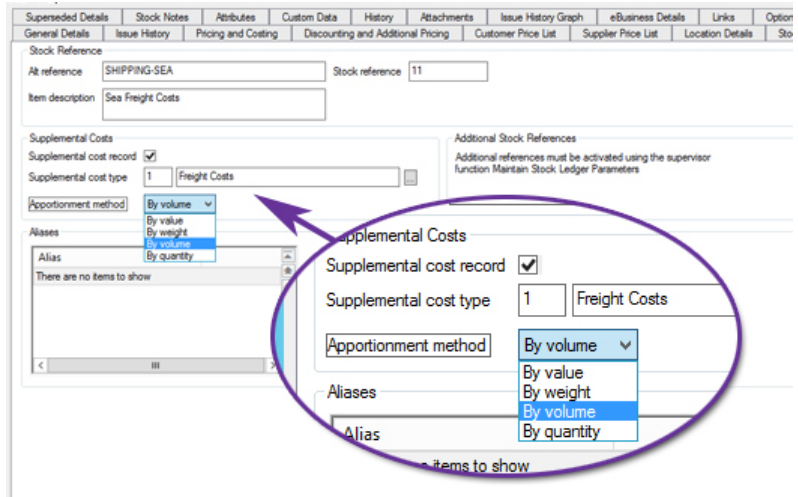 Superseded Details Stock Notes Attributes Custom Data History Attachments Issue History Graph eBusiness Details Links Option
General Details Issue History Pricing and Costing Discounting and Additional Pricing Customer Price List Supplier Price List Location Details Sto
Stock Reference
Alt reference SHIPPING-SEA Stock reference 11
Item description Sea Freight Costs
Supplemental Costs
Supplemental cost record
Supplemental cost type 1 Freight Costs ...
Apportionment method By volume
By value
By weight
By volume
By quantity
Additional Stock References
Additional references must be activated using the supervisor
function Maintain Stock Ledger Parameters
Aliases
Alias
There are no items to show
pplemental Costs
Supplemental cost record
Supplemental cost type 1 Freight Costs
Apportionment method By volume
By value
By weight
By volume
By quantity
Aliases
Alias
items to show